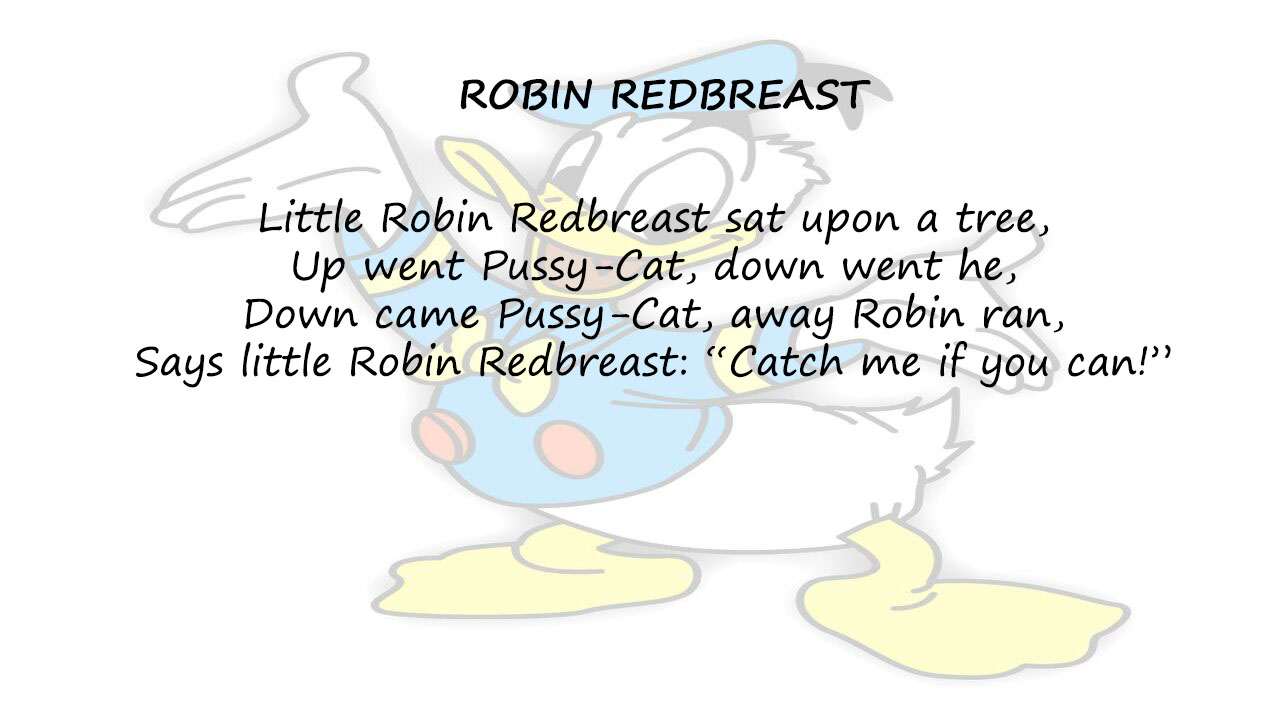 ROBIN REDBREAST
Little Robin Redbreast sat upon a tree,
Up went Pussy-Cat, down went he,
Down came Pussy-Cat, away Robin ran,
Says little Robin Redbreast: “Catch me if you can!”